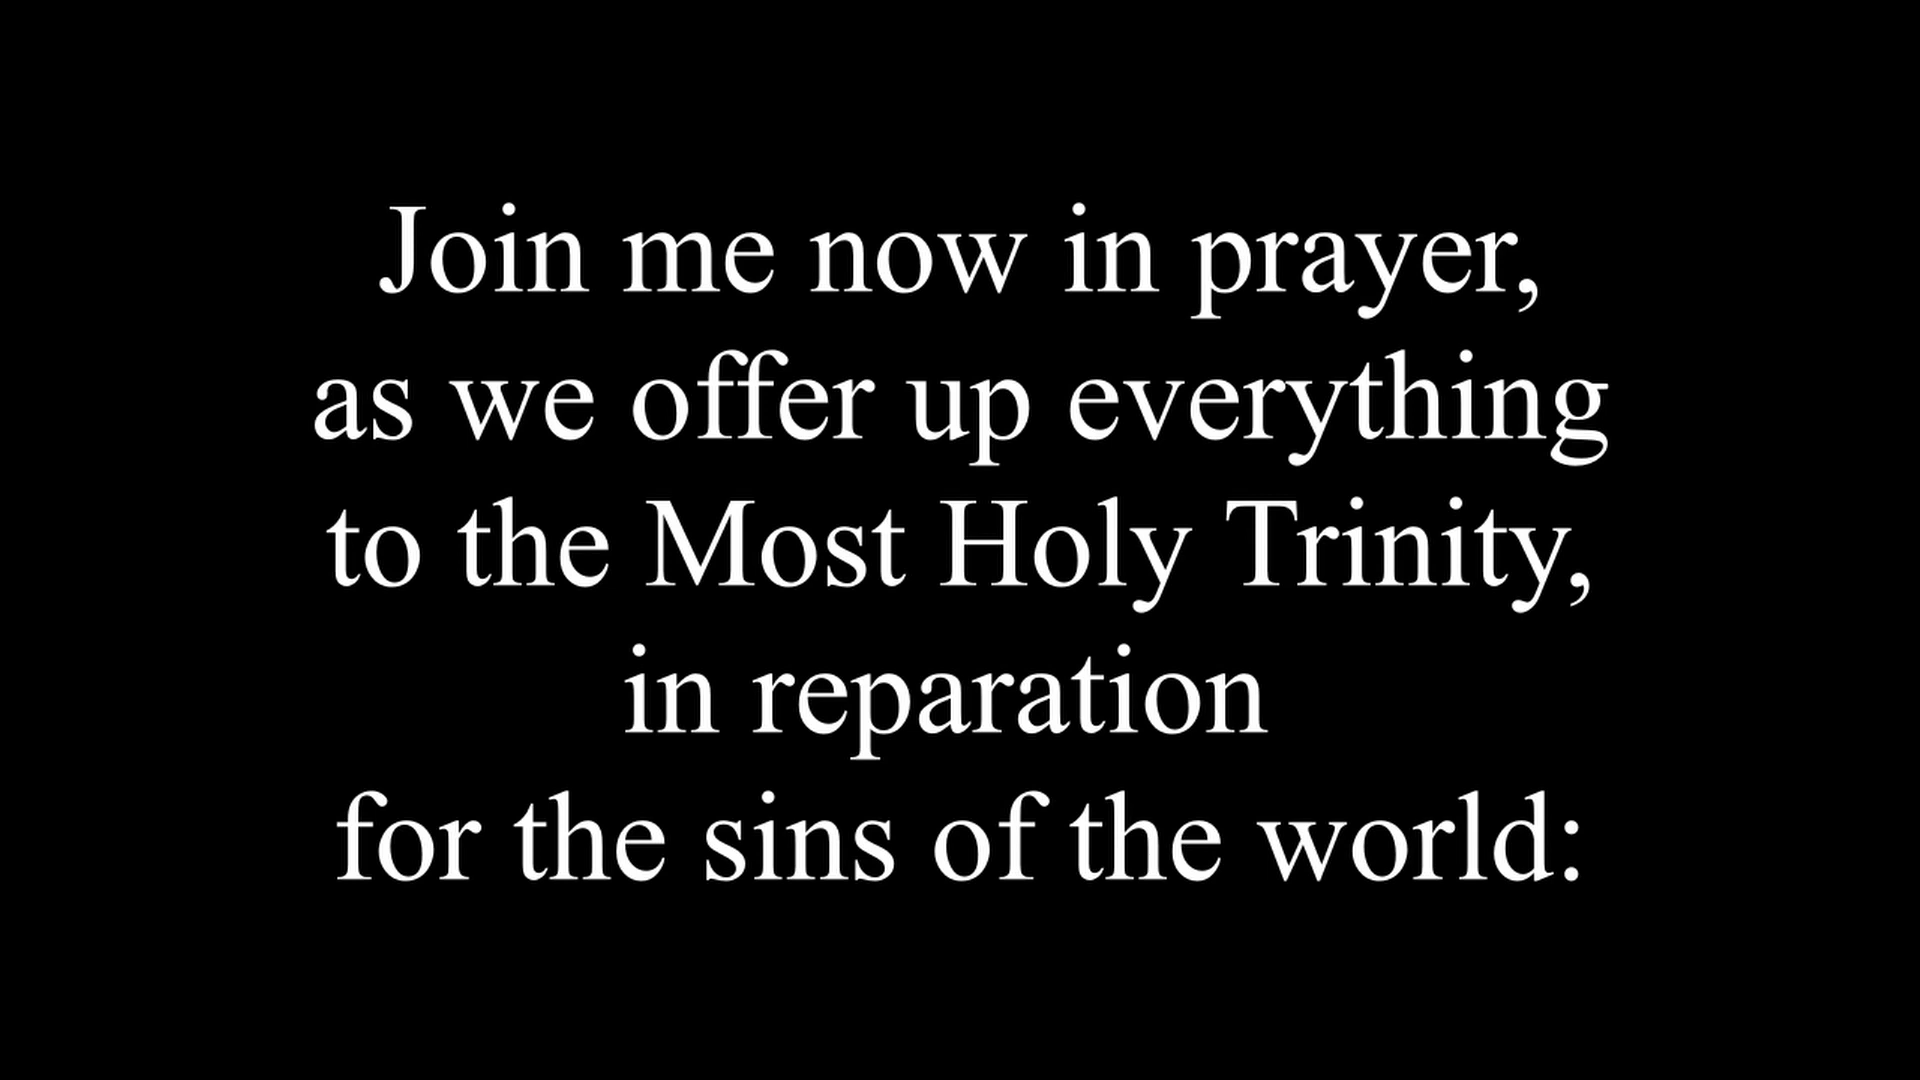 Join me now in prayer,
as we offer up everything
to the Most Holy Trinity,
in reparation
for the sins of the world: